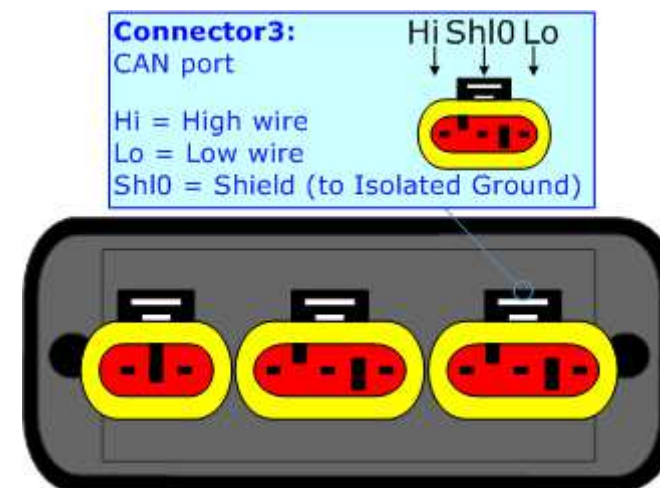 Connector3:
CAN port
Hi = High wire
Lo = Low wire
Shl0 = Shield (to Isolated Ground)
Hi Shl0 Lo